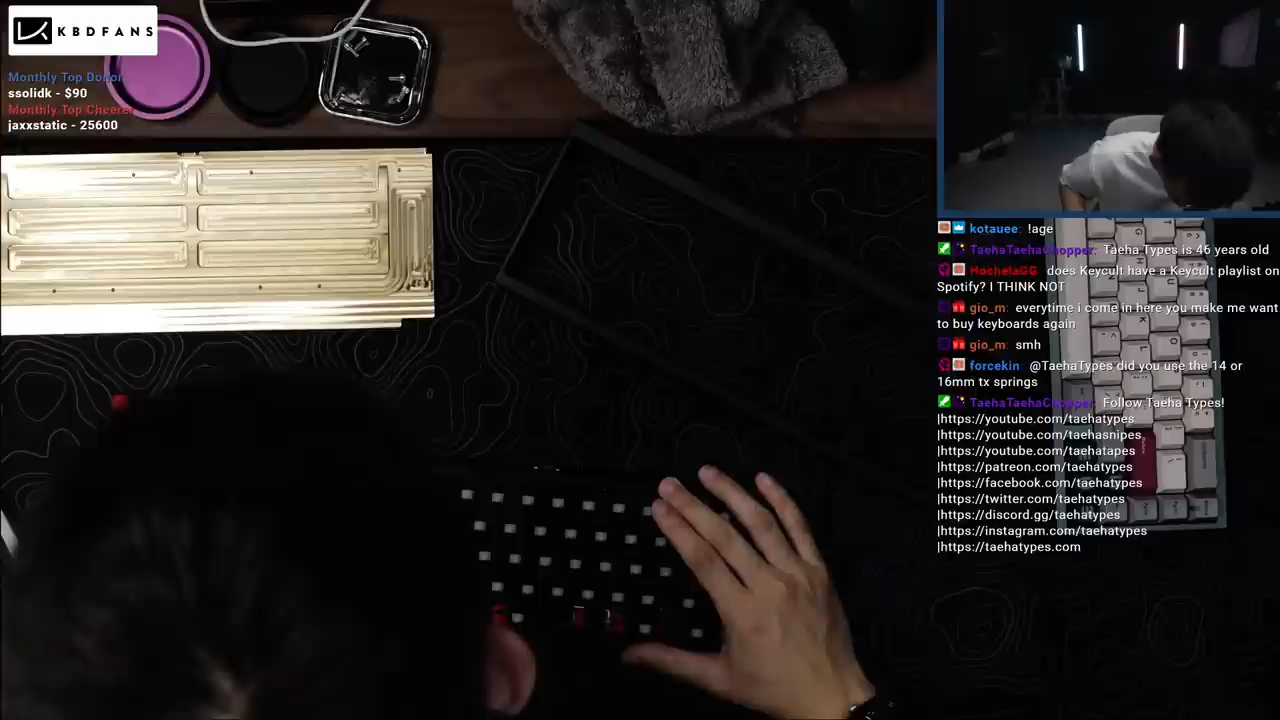 KBDFANS
Monthly Top Donor
ssolidk - $90
Monthly Top Cheerer
jaxxstatic - 25600
kotauee: !age
TaehaTaehaChopper: Taeha Types is 46 years old
MochelaGG: does Keycult have a Keycult playlist on
Spotify? I THINK NOT
gio_m: everytime i come in here you make me want
to buy keyboards again
gio_m: smh
forcekin: @TaehaTypes did you use the 14 or
16mm tx springs
TaehaTaehaChopper: Follow Taeha Types!
|https://youtube.com/taehatypes
|https://youtube.com/taehasnipes
|https://youtube.com/taehatapes
|https://patreon.com/taehatypes
|https://facebook.com/taehatypes
|https://twitter.com/taehatypes
|https://discord.gg/taehatypes
|https://instagram.com/taehatypes
|https://taehatypes.com